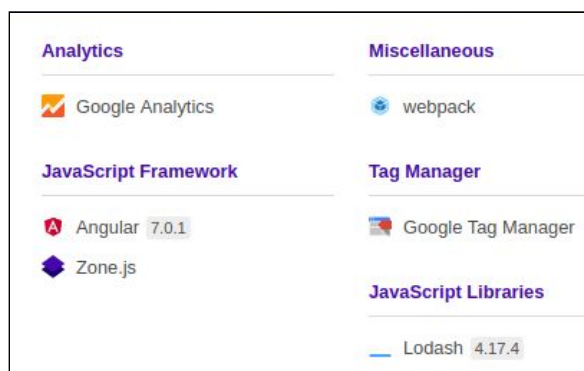 Analytics
Google Analytics
JavaScript Framework
Angular 7.0.1
Zone.js
Miscellaneous
webpack
Tag Manager
Google Tag Manager
JavaScript Libraries
Lodash 4.17.4